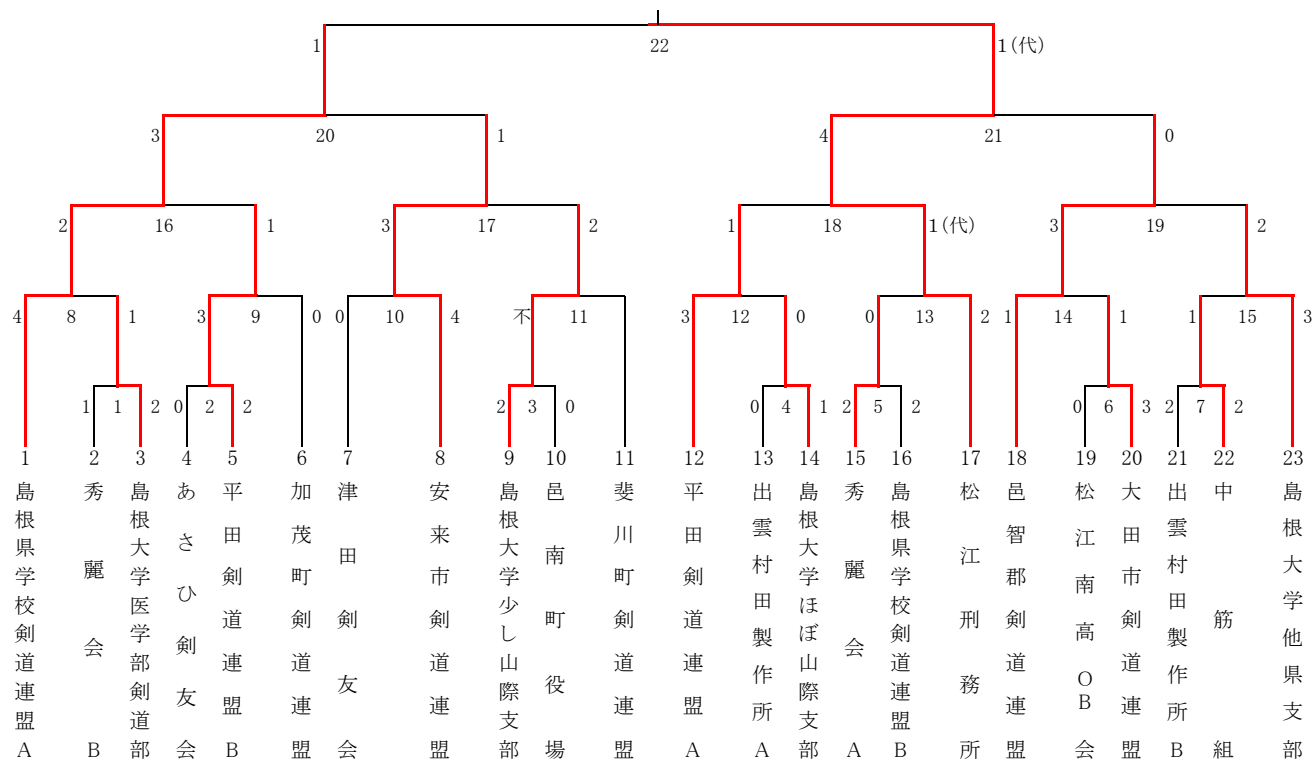 1 22 1(代)
3 20 1 4 21 0
2 16 1 3 17 2 1 18 1(代) 3 19 2
4 8 1 3 9 0 0 10 4 不 11 3 12 0 0 13 2 1 14 1 1 15 3
1 1 2 0 2 2 2 3 0 0 4 1 2 5 2 0 6 3 2 7 2
1 2 3 4 5 6 7 8 9 10 11 12 13 14 15 16 17 18 19 20 21 22 23
島根県学校剣道連盟A
秀麗会B
島根大学医学部剣道部
あさひ剣友会
平田剣道連盟B
加茂町剣道連盟
津田剣友会
安来市剣道連盟
島根大学少し山際支部
邑南町役場
斐川町剣道連盟
平田剣道連盟A
出雲村田製作所A
島根大学ほぼ山際支部
秀麗会A
島根県学校剣道連盟B
松江刑務所
邑智郡剣道連盟
松江南高OB会
大田市剣道連盟
出雲村田製作所B
中筋組
島根大学他県支部